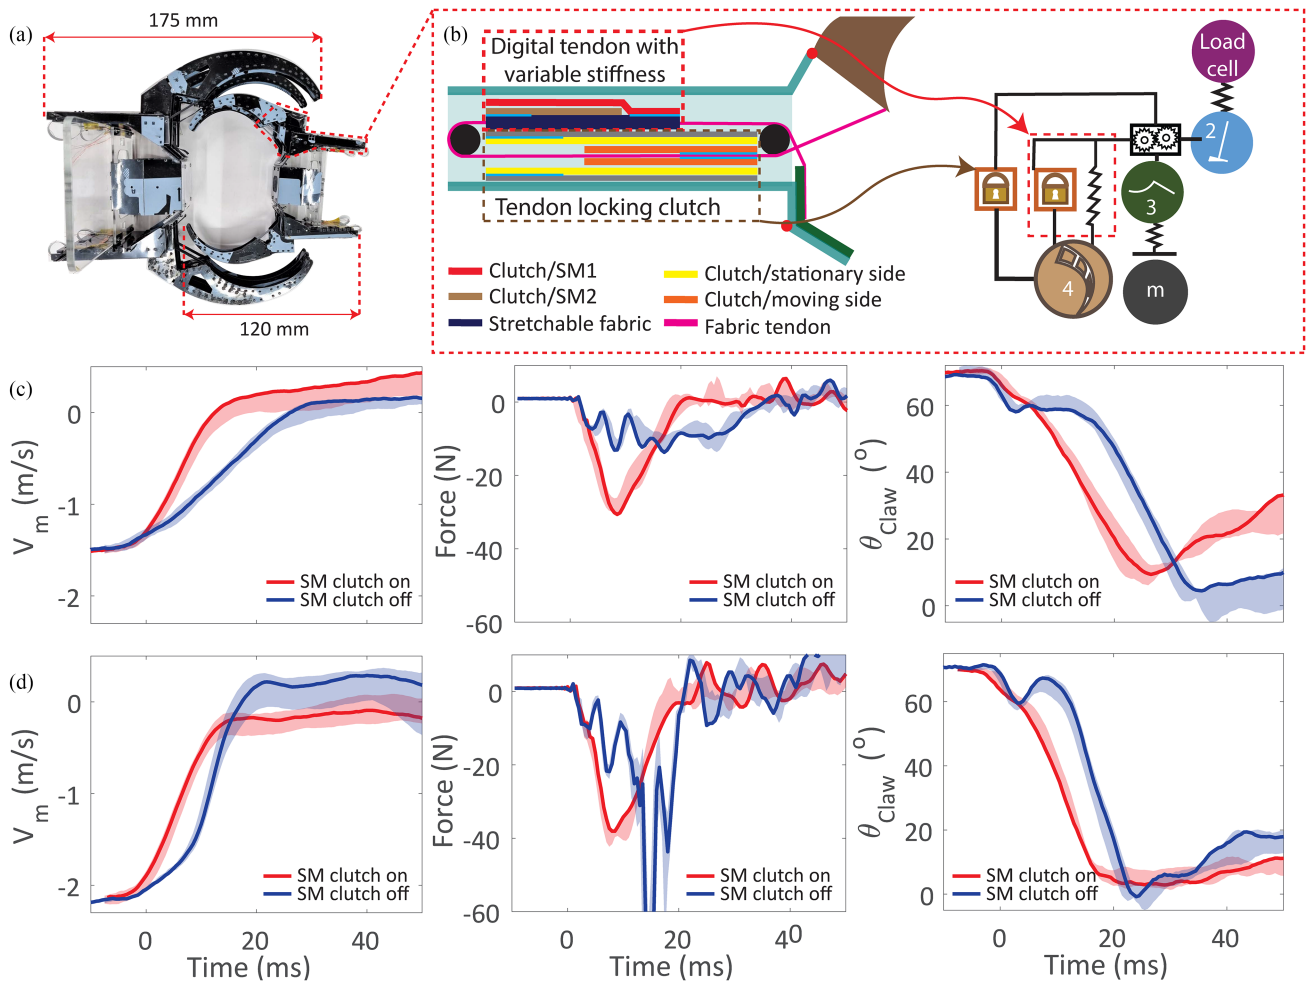 (a)
175 mm
120 mm
(b)
Digital tendon with
variable stiffness
Tendon locking clutch
Clutch/SM1
Clutch/SM2
Stretchable fabric
Clutch/stationary side
Clutch/moving side
Fabric tendon
Load
cell
2
3
4
m
(c)
V m (m/s)
0
-1
-2
SM clutch on
SM clutch off
Force (N)
0
-20
-40
-60
SM clutch on
SM clutch off
θClaw (o)
60
40
20
0
SM clutch on
SM clutch off
(d)
V m (m/s)
0
-1
-2
SM clutch on
SM clutch off
0 20 40
Time (ms)
Force (N)
0
-20
-40
-60
SM clutch on
SM clutch off
0 20 40
Time (ms)
θClaw (o)
60
40
20
0
SM clutch on
SM clutch off
0 20 40
Time (ms)